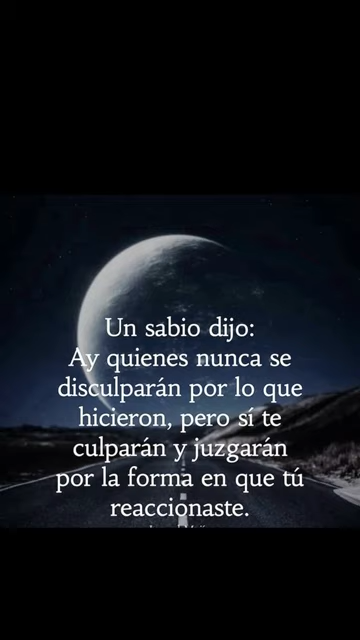 Un sabio dijo:
Ay quienes nunca se
disculparán por lo que
hicieron, pero sí te
culparán y juzgarán
por la forma en que tú
reaccionaste.